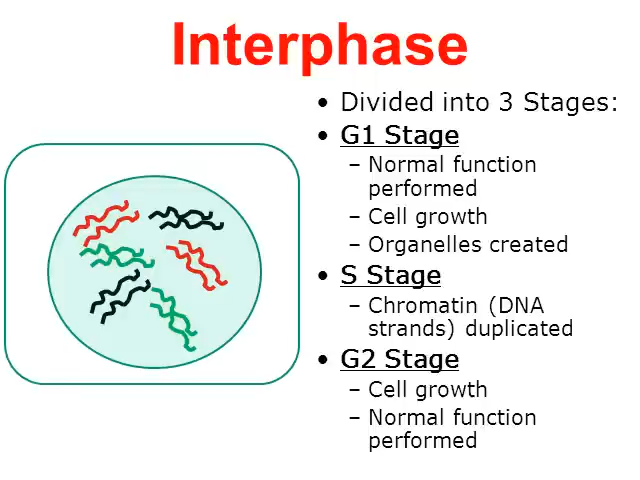 Interphase
• Divided into 3 Stages:
• G1 Stage
– Normal function
performed
– Cell growth
– Organelles created
• S Stage
– Chromatin (DNA
strands) duplicated
• G2 Stage
– Cell growth
– Normal function
performed